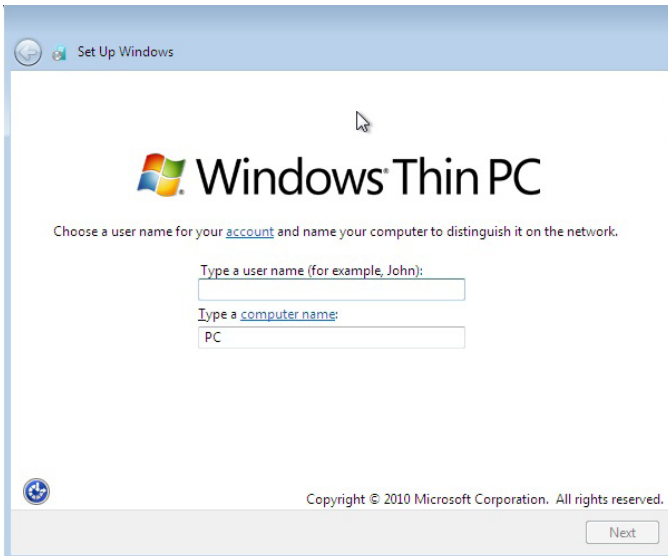 Set Up Windows
Windows® Thin PC
Choose a user name for your account and name your computer to distinguish it on the network.
Type a user name (for example, John):
Type a computer name:
PC
Copyright © 2010 Microsoft Corporation. All rights reserved.
Next